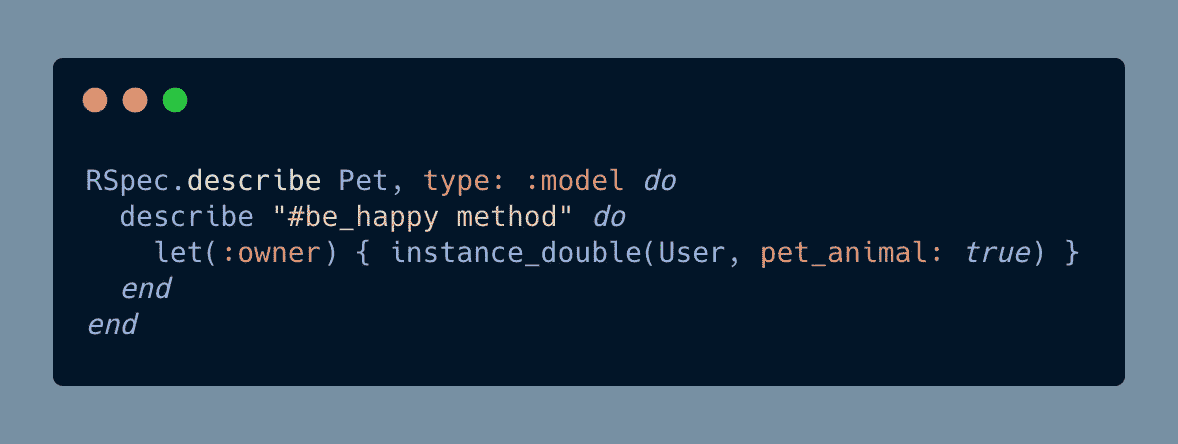 RSpec.describe Pet, type: :model do
  describe "#be_happy method" do
    let(:owner) { instance_double(User, pet_animal: true) }
  end
end